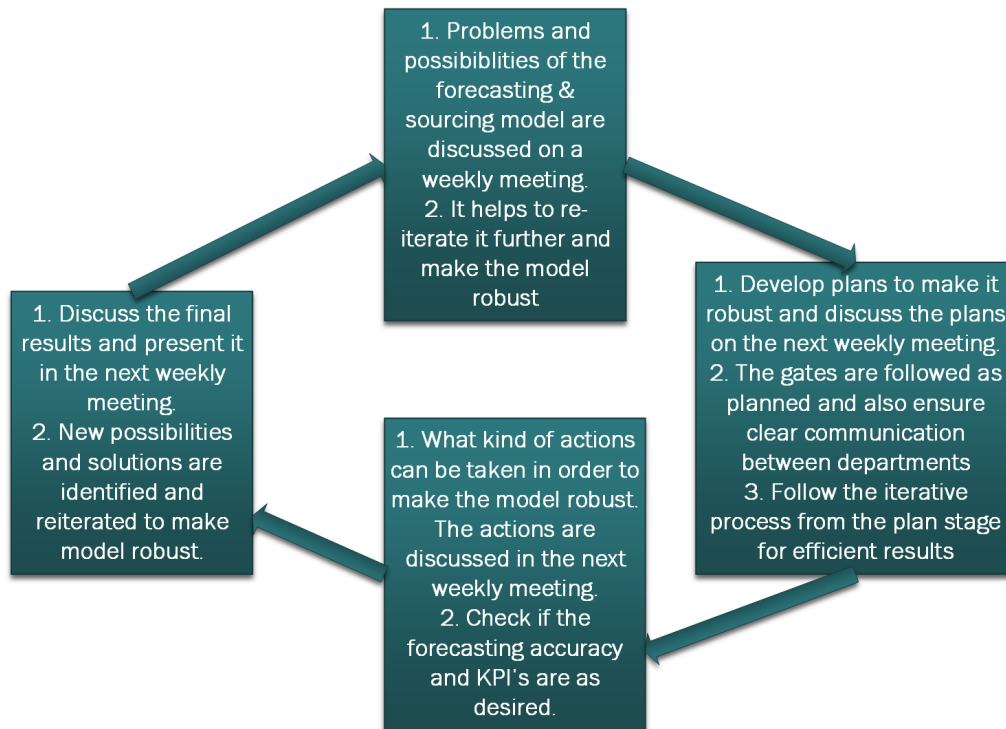 1. Problems and
possibiblities of the
forecasting &
sourcing model are
discussed on a
weekly meeting.
2. It helps to re-
iterate it further and
make the model
robust
1. Develop plans to make it
robust and discuss the plans
on the next weekly meeting.
2. The gates are followed as
planned and also ensure
clear communication
between departments
3. Follow the iterative
process from the plan stage
for efficient results
1. What kind of actions
can be taken in order to
make the model robust.
The actions are
discussed in the next
weekly meeting.
2. Check if the
forecasting accuracy
and KPI's are as
desired.
1. Discuss the final
results and present it
in the next weekly
meeting.
2. New possibilities
and solutions are
identified and
reiterated to make
model robust.